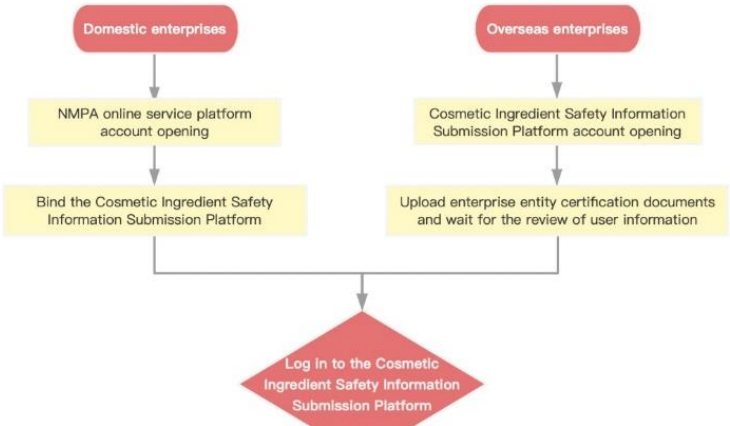 Domestic enterprises
Overseas enterprises
NMPA online service platform
account opening
Cosmetic Ingredient Safety Information
Submission Platform account opening
Bind the Cosmetic Ingredient Safety
Information Submission Platform
Upload enterprise entity certification documents
and wait for the review of user information
Log in to the Cosmetic
Ingredient Safety Information
Submission Platform